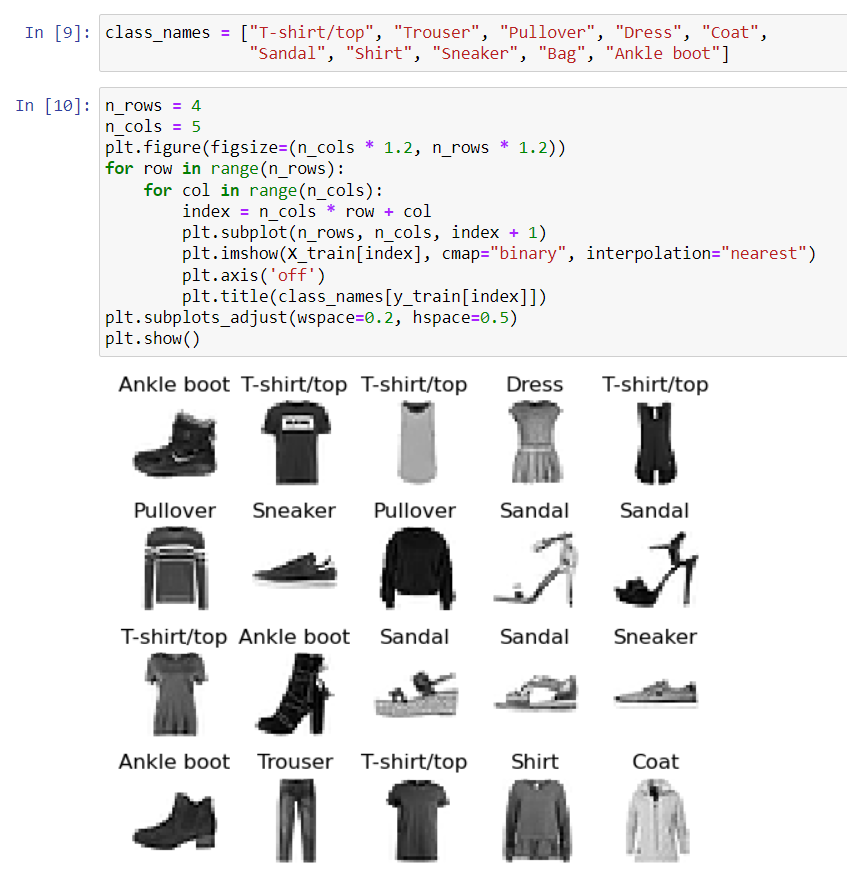 In [9]: class_names = ["T-shirt/top", "Trouser", "Pullover", "Dress", "Coat",
               "Sandal", "Shirt", "Sneaker", "Bag", "Ankle boot"]
In [10]: n_rows = 4
n_cols = 5
plt.figure(figsize=(n_cols * 1.2, n_rows * 1.2))
for row in range(n_rows):
    for col in range(n_cols):
        index = n_cols * row + col
        plt.subplot(n_rows, n_cols, index + 1)
        plt.imshow(X_train[index], cmap="binary", interpolation="nearest")
        plt.axis('off')
        plt.title(class_names[y_train[index]])
plt.subplots_adjust(wspace=0.2, hspace=0.5)
plt.show()
Ankle boot T-shirt/top T-shirt/top Dress T-shirt/top
Pullover Sneaker Pullover Sandal Sandal
T-shirt/top Ankle boot Sandal Sandal Sneaker
Ankle boot Trouser T-shirt/top Shirt Coat